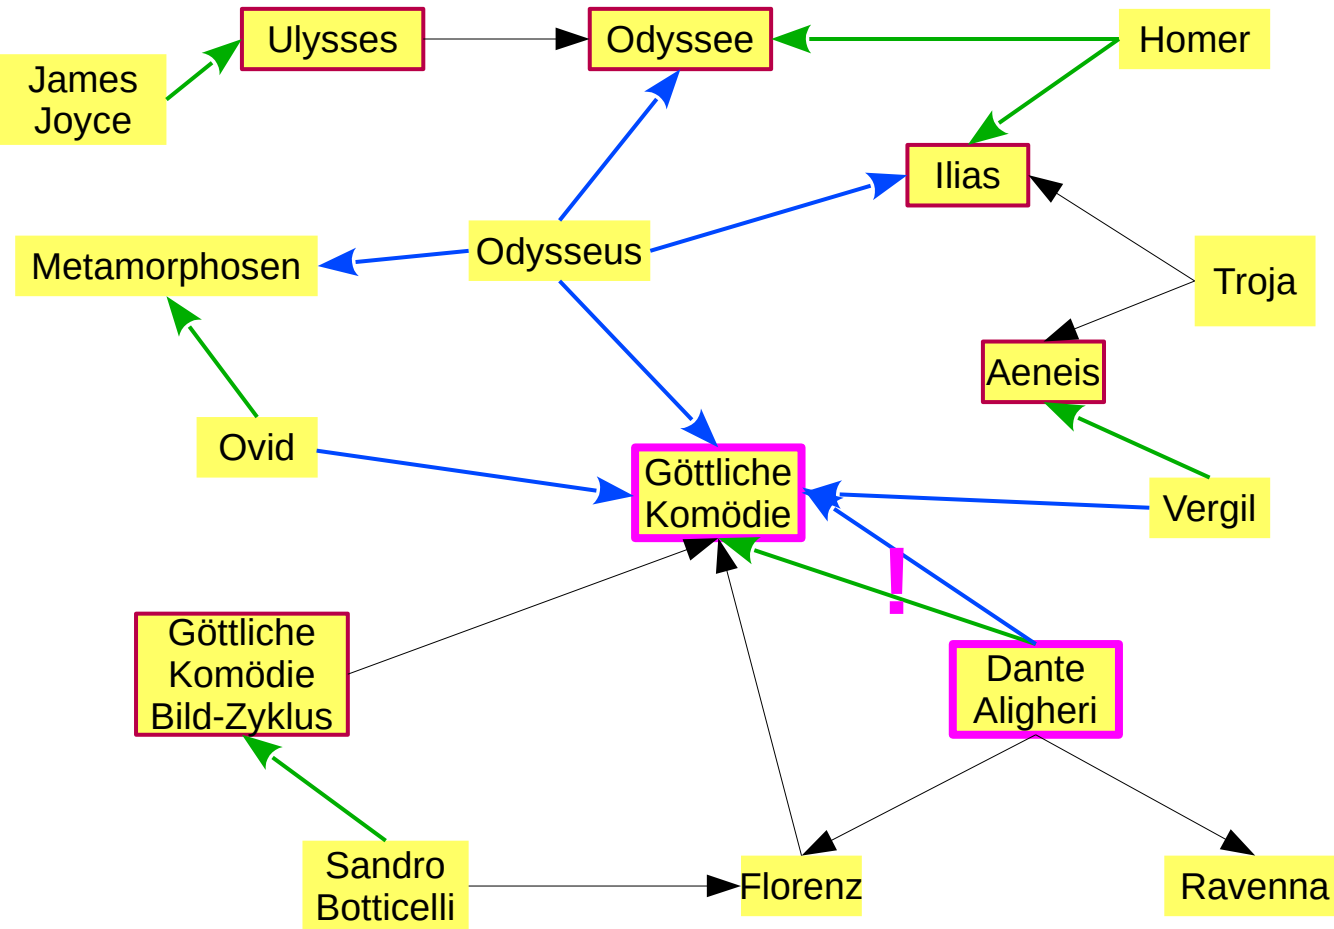 Ulysses
Odyssee
Homer
James
Joyce
Ilias
Odysseus
Metamorphosen
Troja
Aeneis
Ovid
Göttliche
Komödie
Vergil
!
Göttliche
Komödie
Bild-Zyklus
Dante
Aligheri
Sandro
Botticelli
Florenz
Ravenna